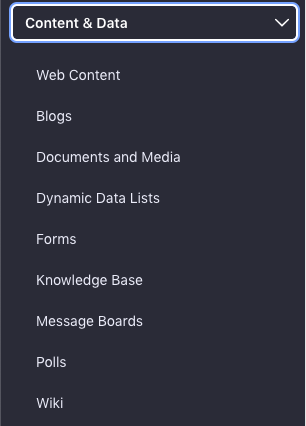 Content & Data
Web Content
Blogs
Documents and Media
Dynamic Data Lists
Forms
Knowledge Base
Message Boards
Polls
Wiki